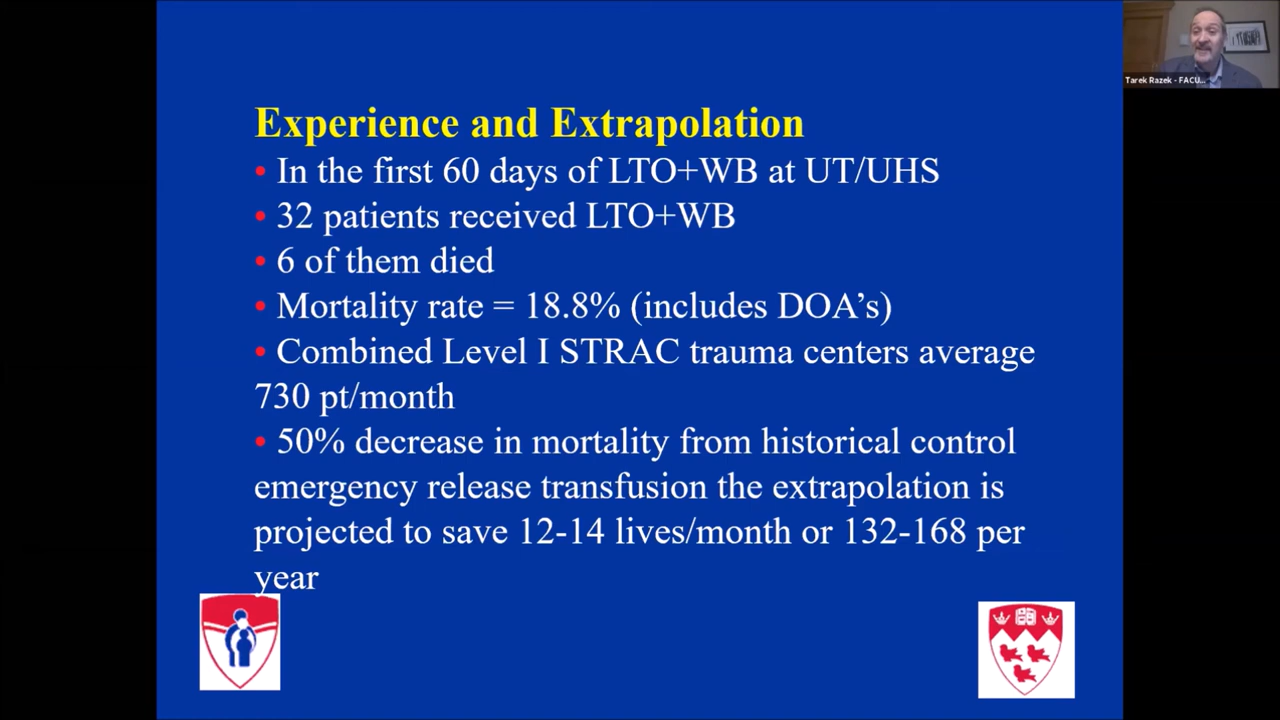 Tarek Razek - FACU...
Experience and Extrapolation
• In the first 60 days of LTO+WB at UT/UHS
• 32 patients received LTO+WB
• 6 of them died
• Mortality rate = 18.8% (includes DOA’s)
• Combined Level I STRAC trauma centers average
730 pt/month
• 50% decrease in mortality from historical control
emergency release transfusion the extrapolation is
projected to save 12-14 lives/month or 132-168 per
year